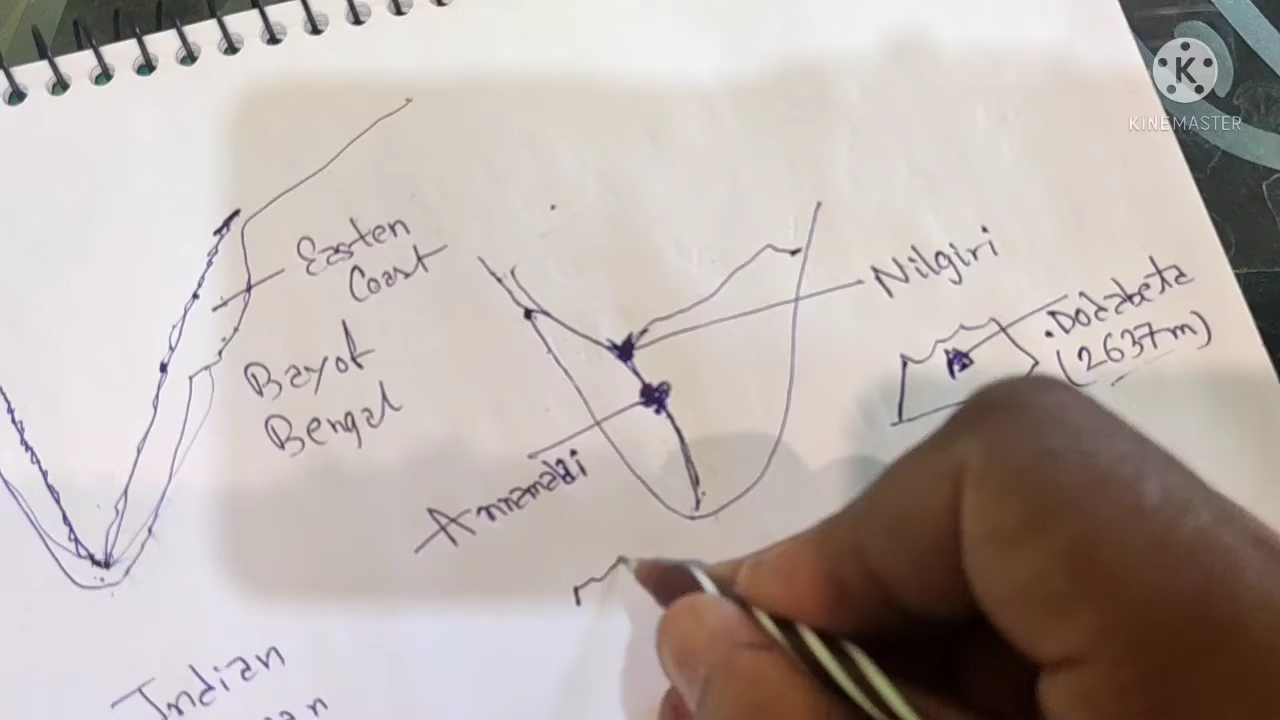 K
KINEMASTER
Easten
Coast
Bay of
Bengal
Nilgiri
.Dodabeta
(2637m)
Annamalai
Indian